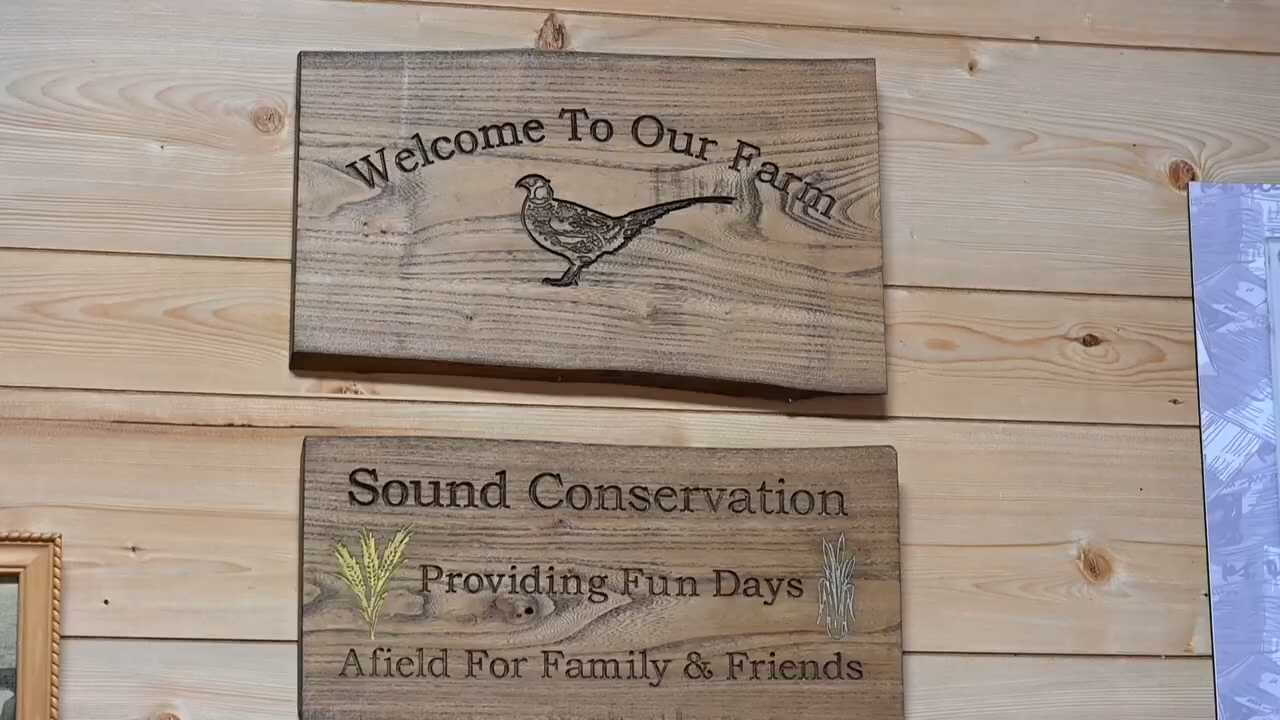 Welcome To Our Farm
Sound Conservation
Providing Fun Days
Afield For Family & Friends